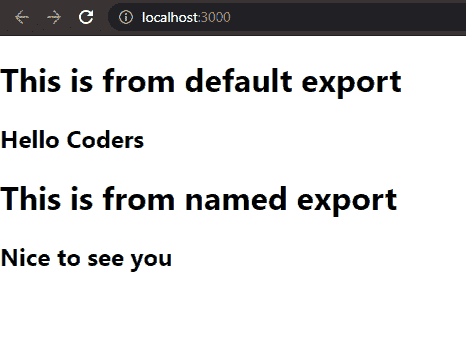 localhost:3000
This is from default export
Hello Coders
This is from named export
Nice to see you